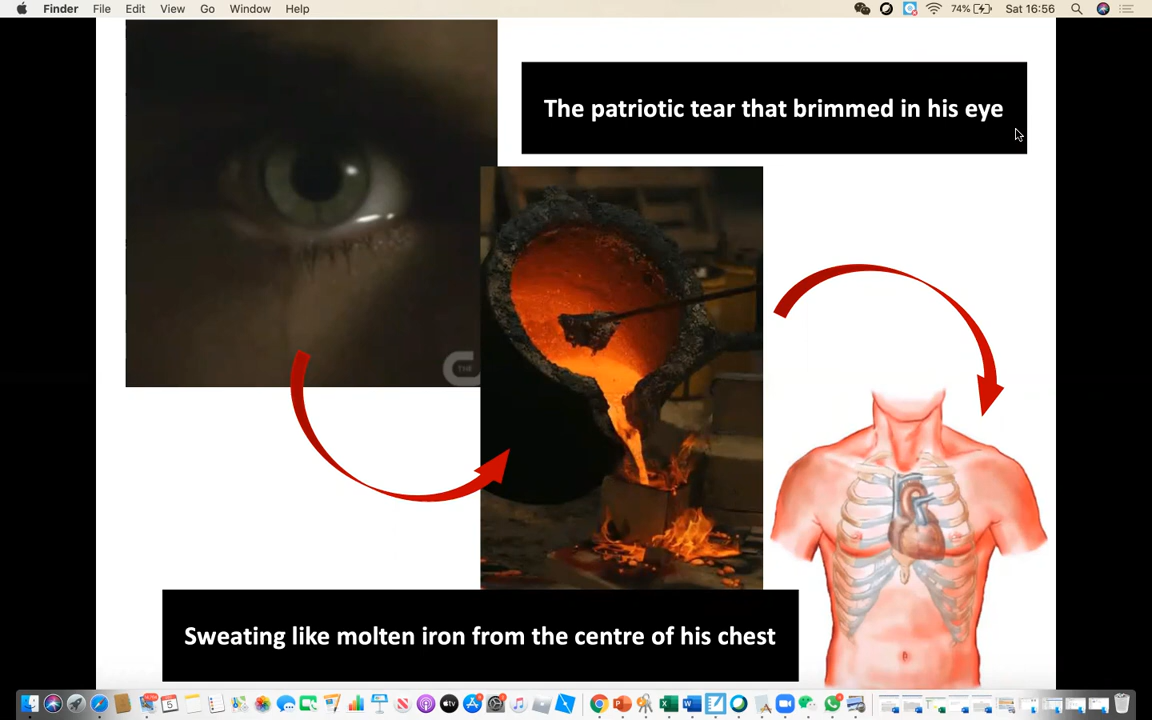 Finder File Edit View Go Window Help 74% Sat 16:56
The patriotic tear that brimmed in his eye
THE
Sweating like molten iron from the centre of his chest